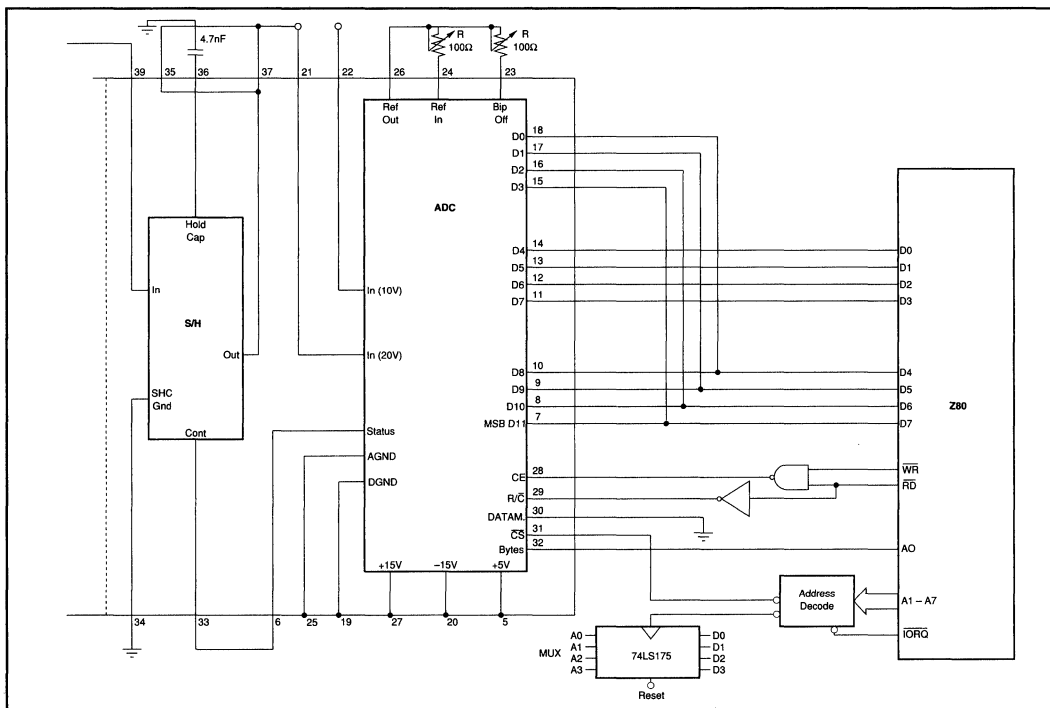 4.7nF
R
100Ω
R
100Ω
39 35 36 37 21 22 26 24 23
Ref Out
Ref In
Bip Off
D0 18
D1 17
D2 16
D3 15
ADC
Hold Cap
In
S/H
Out
SHC Gnd
Cont
In (10V)
In (20V)
Status
AGND
DGND
D4 14 D0
D5 13 D1
D6 12 D2
D7 11 D3
D8 10 D4
D9 9 D5
D10 8 D6
MSB D11 7 D7
Z80
CE 28 W̅R̅
R/C̅ 29 R̅D̅
DATAM. 30
C̅S̅ 31
Bytes 32 AO
+15V −15V +5V
Address Decode
A1 – A7
I̅O̅R̅Q̅
34 33 6 25 19 27 20 5
MUX
A0 D0
A1 D1
A2 D2
A3 D3
74LS175
Reset